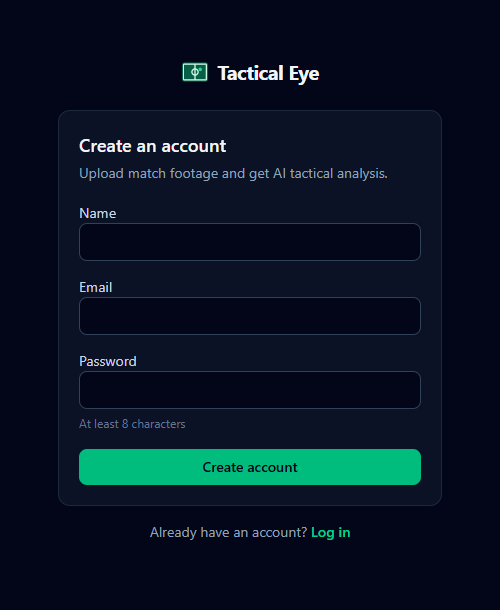 Tactical Eye
Create an account
Upload match footage and get AI tactical analysis.
Name
Email
Password
At least 8 characters
Create account
Already have an account? Log in